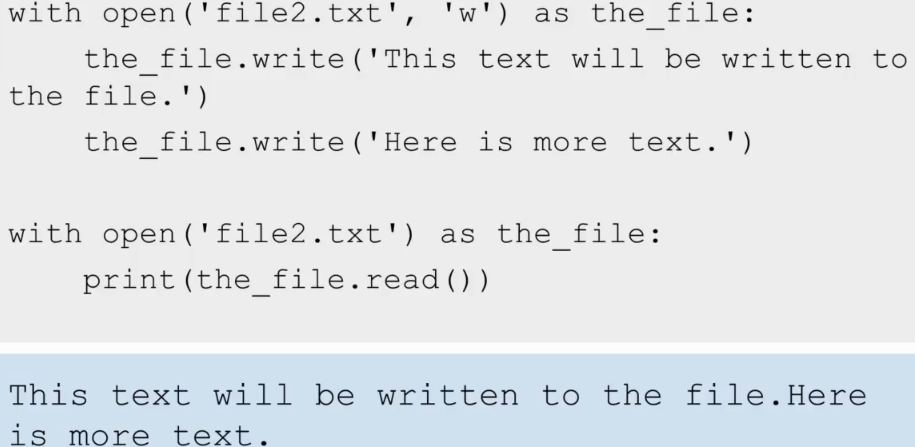 with open('file2.txt', 'w') as the_file:
the_file.write('This text will be written to
the file.')
the_file.write('Here is more text.')
with open('file2.txt') as the_file:
print(the_file.read())
This text will be written to the file.Here
is more text.